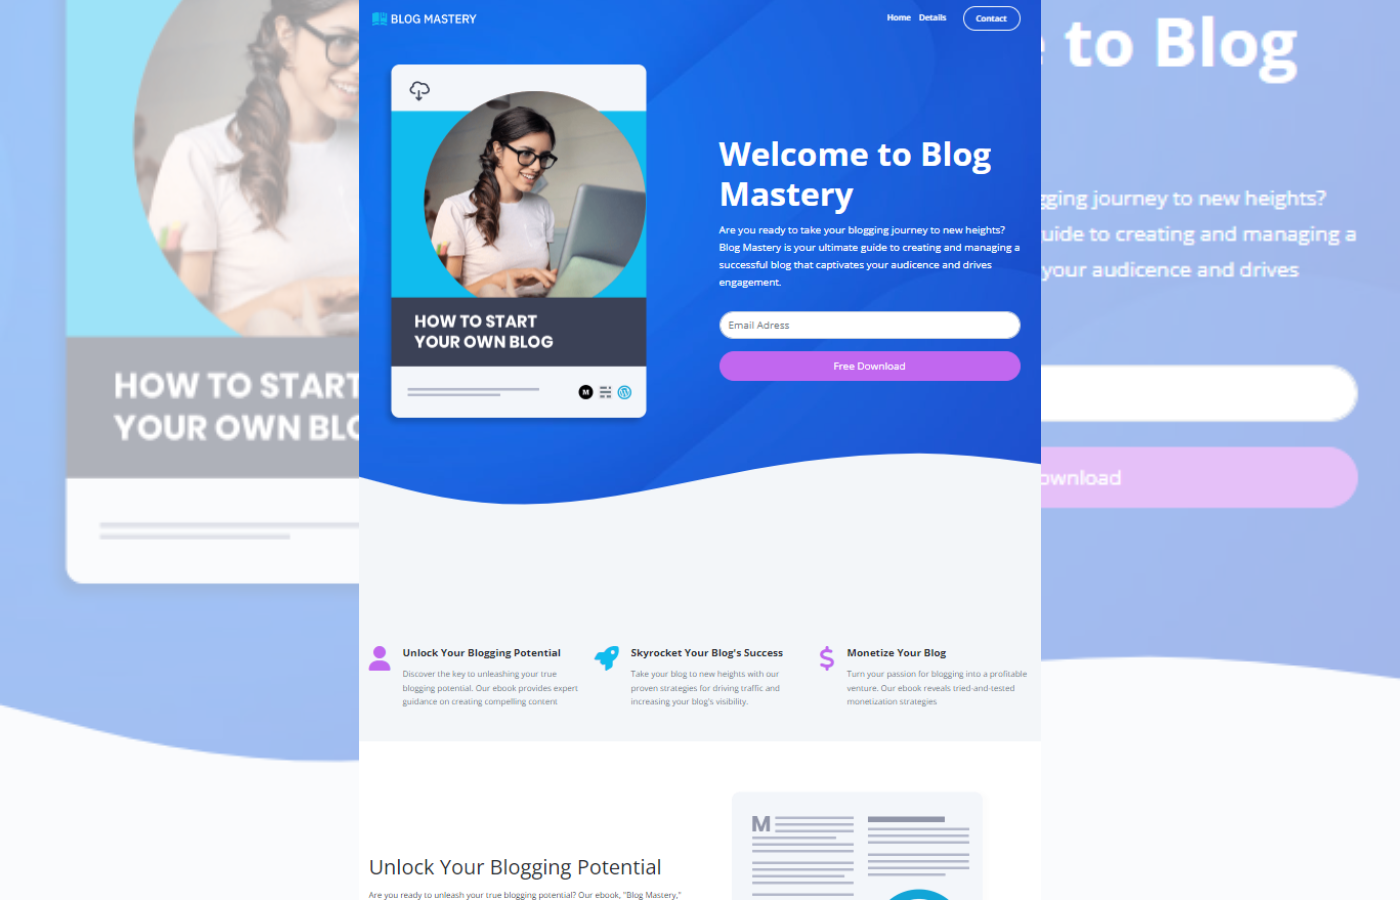 BLOG MASTERY
Home Details Contact
to Blog
HOW TO START
YOUR OWN BLOG
M
Welcome to Blog
Mastery
Are you ready to take your blogging journey to new heights?
Blog Mastery is your ultimate guide to creating and managing a
successful blog that captivates your audicence and drives
engagement.
Email Adress
Free Download
HOW TO START
YOUR OWN
journey to new heights?
to creating and managing a
your audicence and drives
Unlock Your Blogging Potential
Discover the key to unleashing your true
blogging potential. Our ebook provides expert
guidance on creating compelling content
Skyrocket Your Blog's Success
Take your blog to new heights with our
proven strategies for driving traffic and
increasing your blog's visibility.
Monetize Your Blog
Turn your passion for blogging into a profitable
venture. Our ebook reveals tried-and-tested
monetization strategies
M
Unlock Your Blogging Potential
Are you ready to unleash your true blogging potential? Our ebook, "Blog Mastery,"